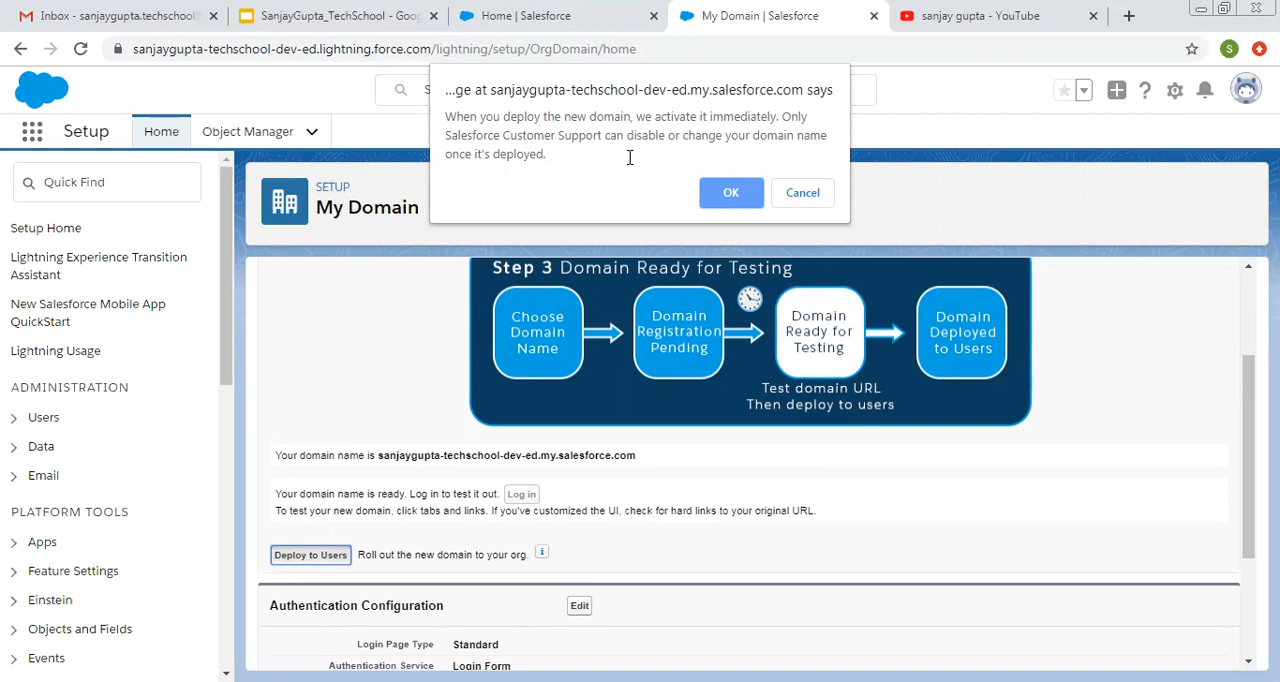 Inbox - sanjaygupta.techschool
SanjayGupta_TechSchool - Goog
Home | Salesforce
My Domain | Salesforce
sanjay gupta - YouTube
sanjaygupta-techschool-dev-ed.lightning.force.com/lightning/setup/OrgDomain/home
S
...ge at sanjaygupta-techschool-dev-ed.my.salesforce.com says
When you deploy the new domain, we activate it immediately. Only
Salesforce Customer Support can disable or change your domain name
once it's deployed.
OK
Cancel
S
Setup
Home
Object Manager
Quick Find
Setup Home
Lightning Experience Transition
Assistant
New Salesforce Mobile App
QuickStart
Lightning Usage
ADMINISTRATION
Users
Data
Email
PLATFORM TOOLS
Apps
Feature Settings
Einstein
Objects and Fields
Events
SETUP
My Domain
Step 3 Domain Ready for Testing
Choose
Domain
Name
Domain
Registration
Pending
Domain
Ready for
Testing
Domain
Deployed
to Users
Test domain URL
Then deploy to users
Your domain name is sanjaygupta-techschool-dev-ed.my.salesforce.com
Your domain name is ready. Log in to test it out. Log in
To test your new domain, click tabs and links. If you've customized the UI, check for hard links to your original URL.
Deploy to Users Roll out the new domain to your org. i
Authentication Configuration Edit
Login Page Type Standard
Authentication Service Login Form